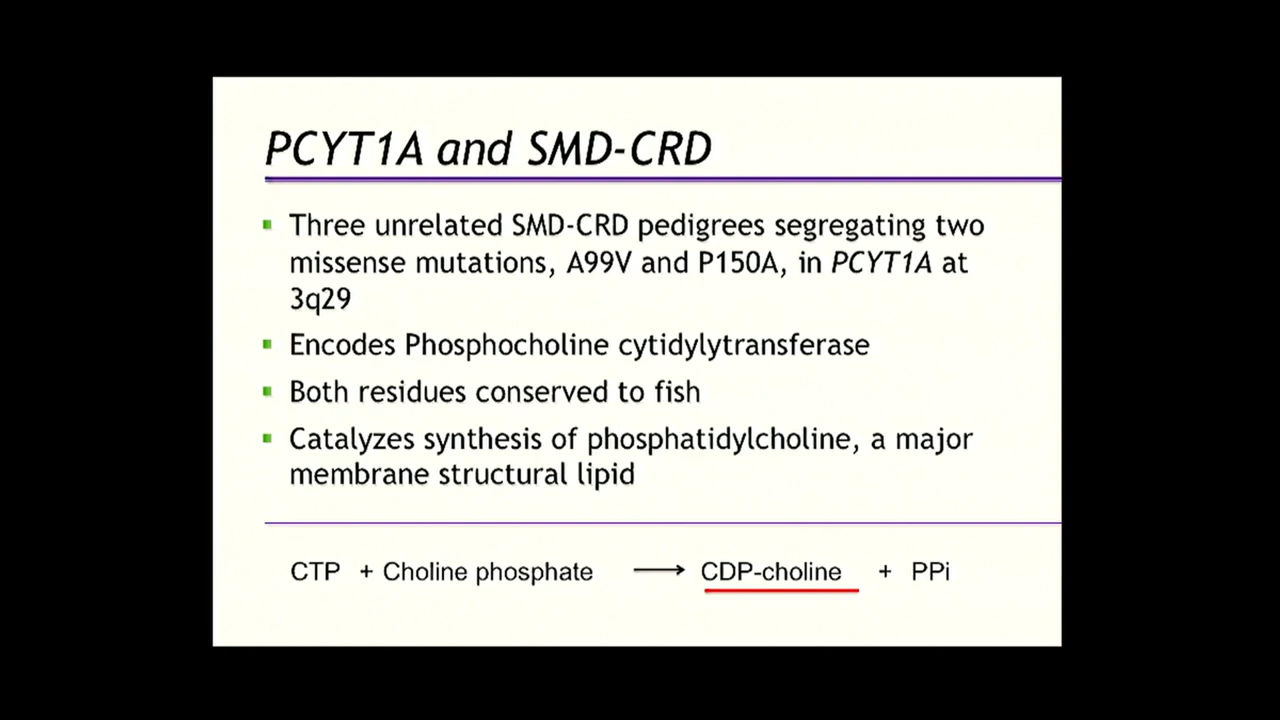 PCYT1A and SMD-CRD
Three unrelated SMD-CRD pedigrees segregating two
missense mutations, A99V and P150A, in PCYT1A at
3q29
Encodes Phosphocholine cytidylytransferase
Both residues conserved to fish
Catalyzes synthesis of phosphatidylcholine, a major
membrane structural lipid
CTP + Choline phosphate ⟶ CDP-choline + PPi